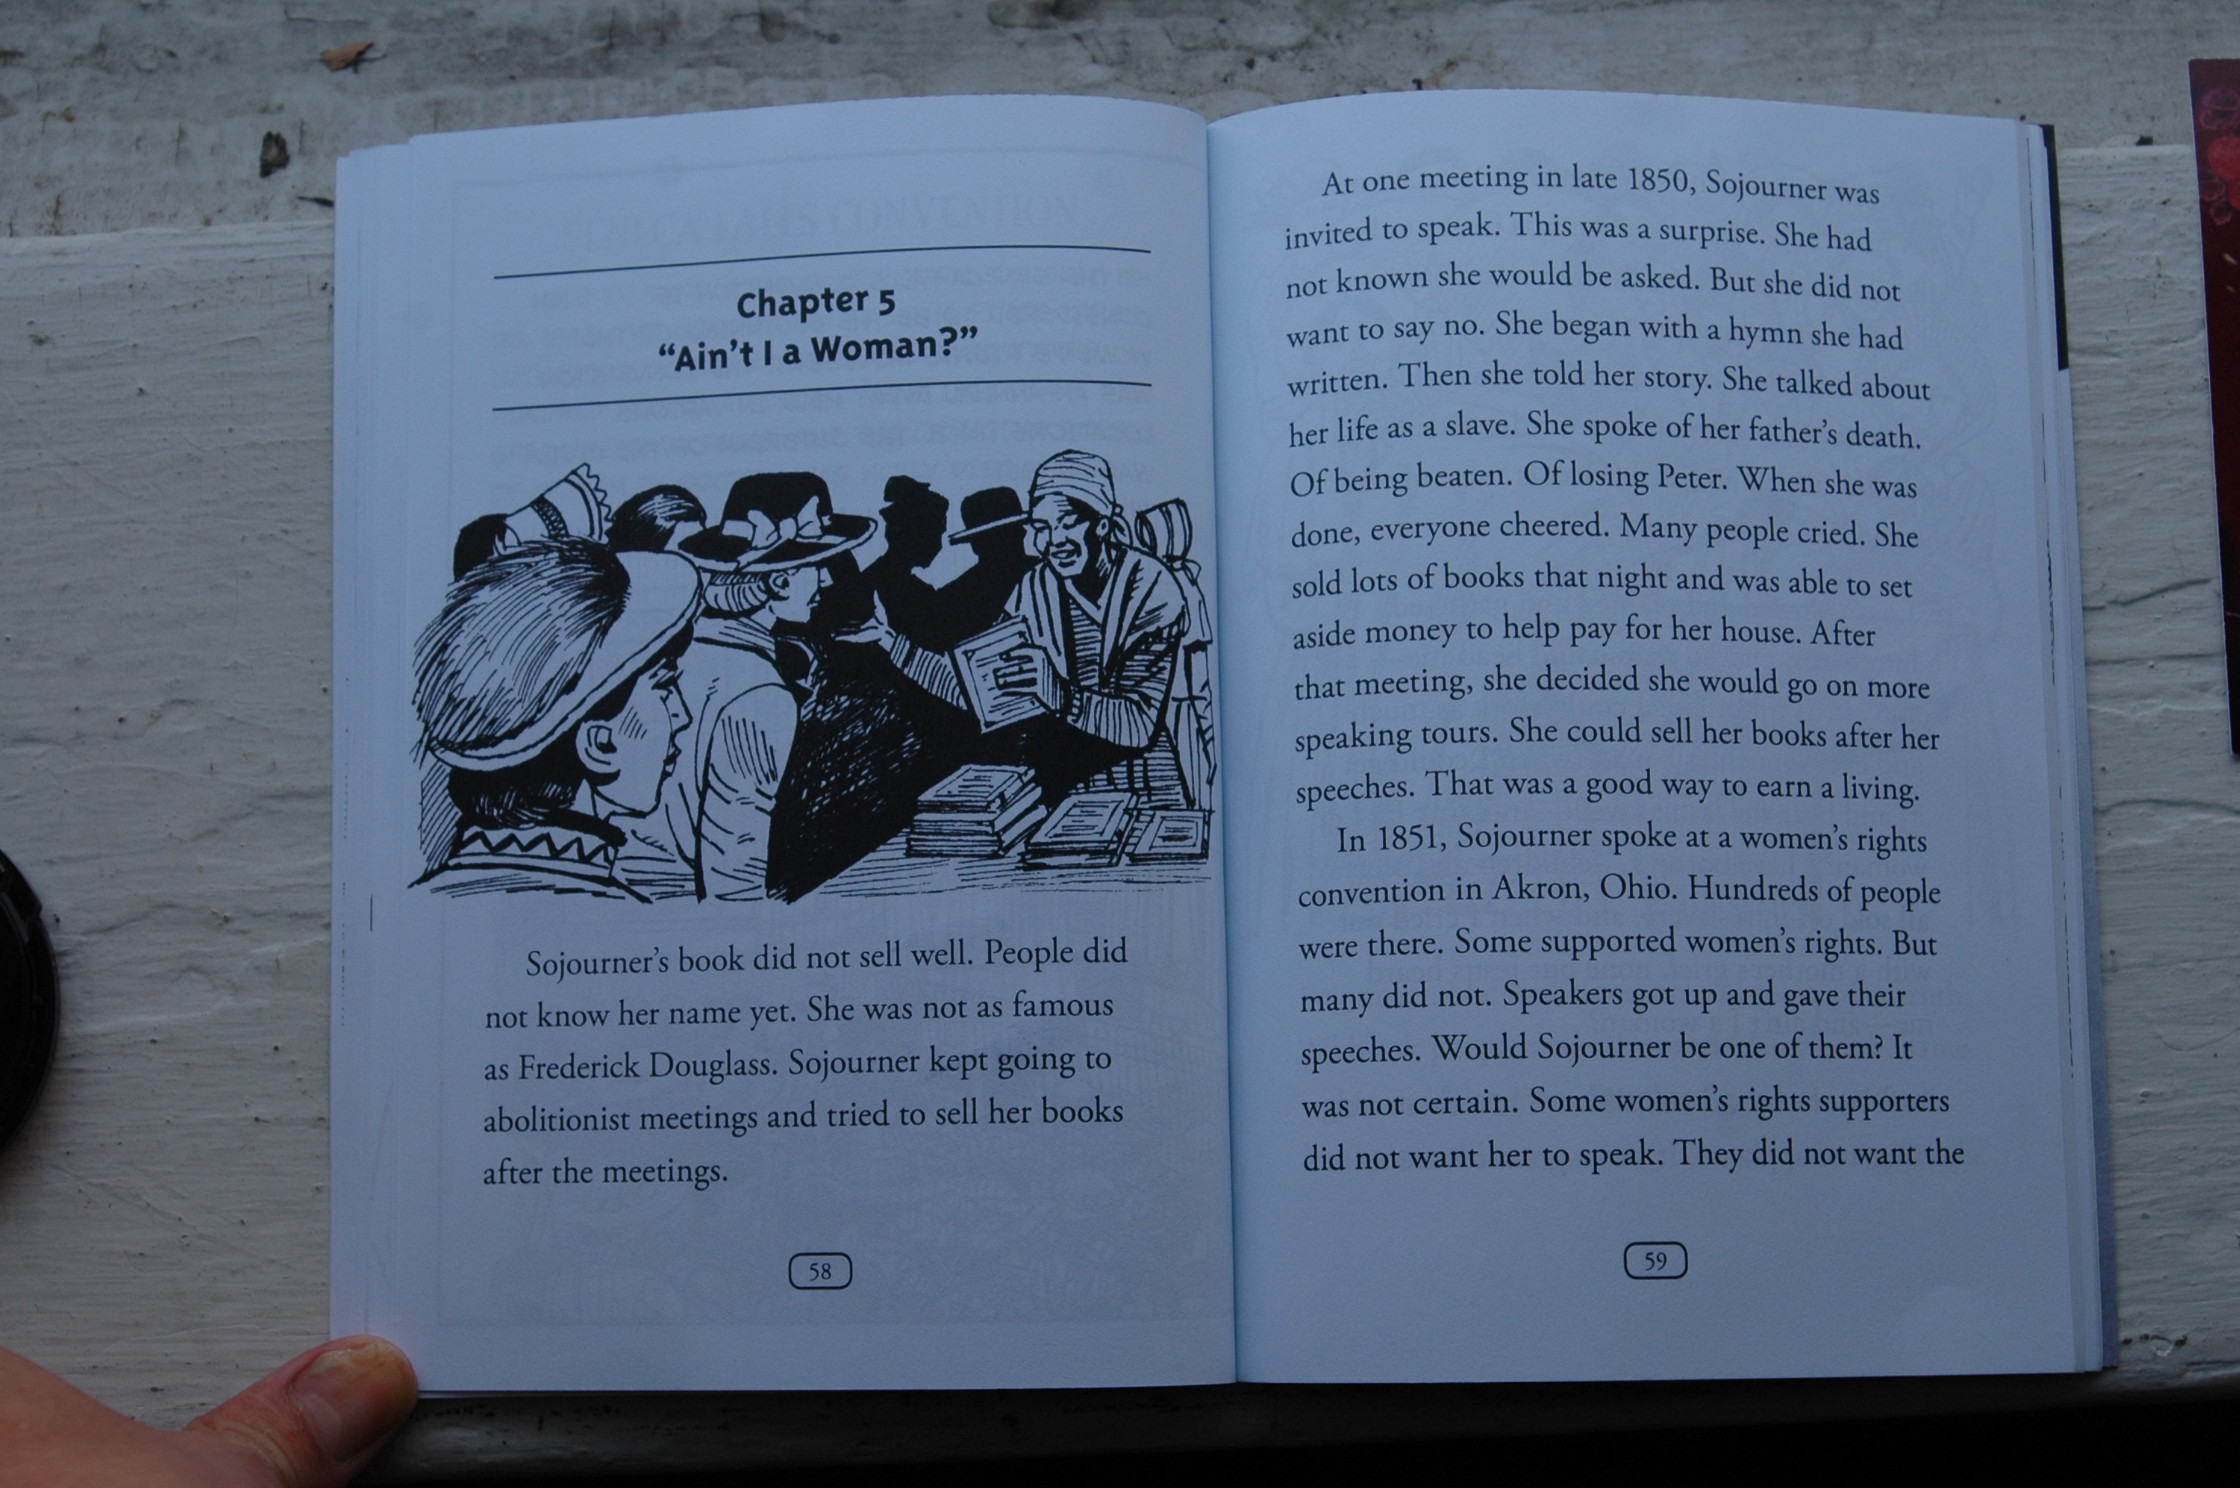 Chapter 5
“Ain’t I a Woman?”
Sojourner’s book did not sell well. People did
not know her name yet. She was not as famous
as Frederick Douglass. Sojourner kept going to
abolitionist meetings and tried to sell her books
after the meetings.
58
At one meeting in late 1850, Sojourner was
invited to speak. This was a surprise. She had
not known she would be asked. But she did not
want to say no. She began with a hymn she had
written. Then she told her story. She talked about
her life as a slave. She spoke of her father’s death.
Of being beaten. Of losing Peter. When she was
done, everyone cheered. Many people cried. She
sold lots of books that night and was able to set
aside money to help pay for her house. After
that meeting, she decided she would go on more
speaking tours. She could sell her books after her
speeches. That was a good way to earn a living.
In 1851, Sojourner spoke at a women’s rights
convention in Akron, Ohio. Hundreds of people
were there. Some supported women’s rights. But
many did not. Speakers got up and gave their
speeches. Would Sojourner be one of them? It
was not certain. Some women’s rights supporters
did not want her to speak. They did not want the
59